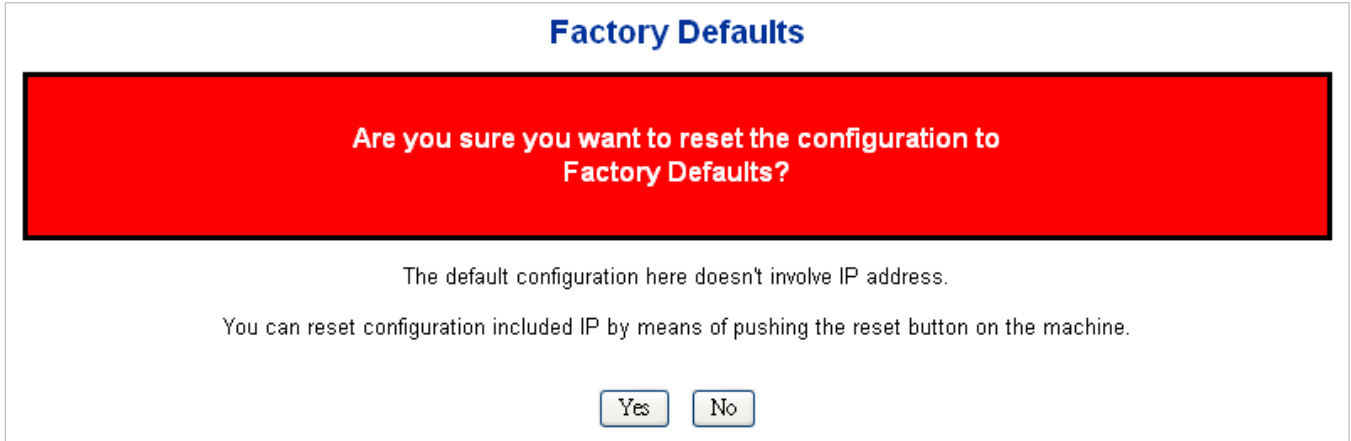 Factory Defaults
Are you sure you want to reset the configuration to
Factory Defaults?
The default configuration here doesn't involve IP address.
You can reset configuration included IP by means of pushing the reset button on the machine.
Yes No